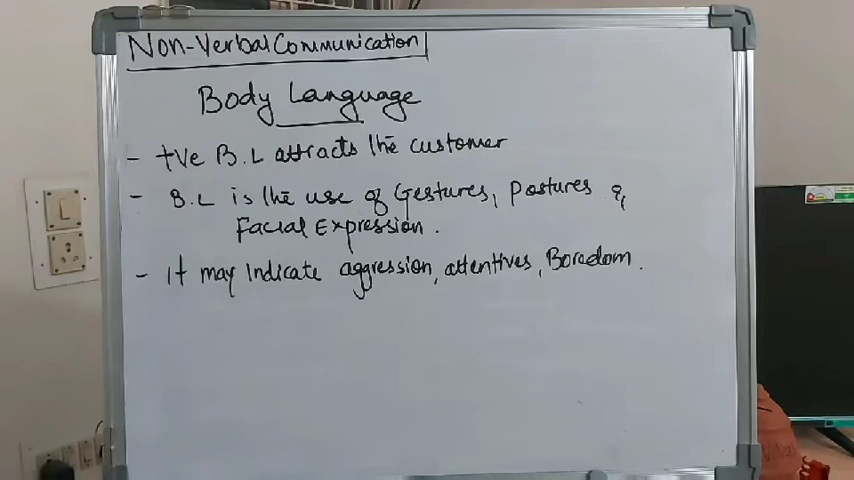 Non-Verbal Communication
Body Language
- +ve B.L attracts the customer
- B.L is the use of Gestures, Postures &
Facial Expression.
- It may indicate aggression, attentives, Boredom.